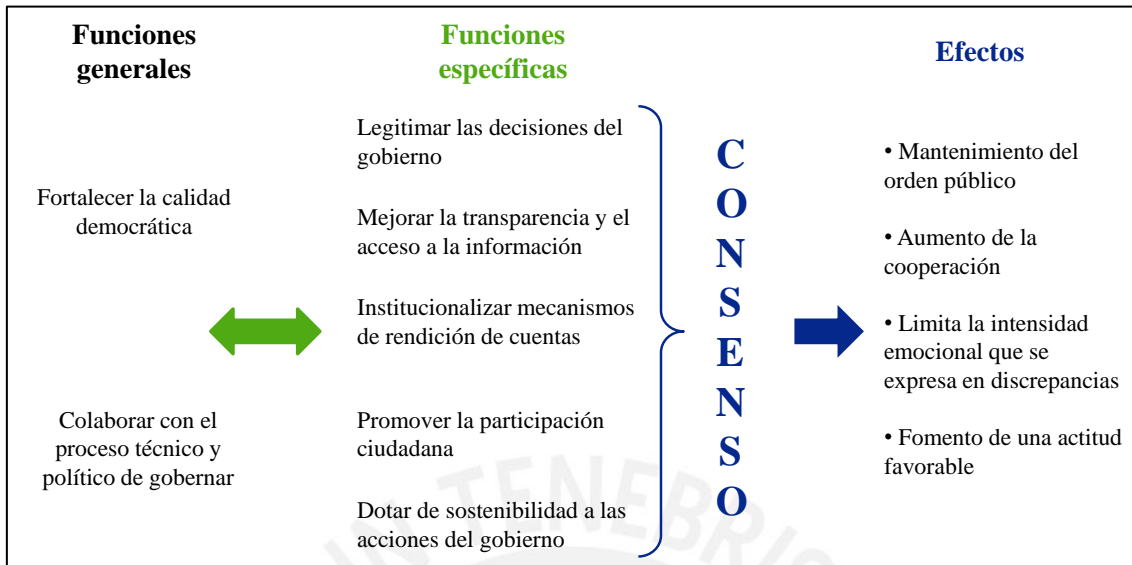 Funciones
generales
Fortalecer la calidad
democrática
Colaborar con el
proceso técnico y
político de gobernar
Funciones
específicas
Legitimar las decisiones del
gobierno
Mejorar la transparencia y el
acceso a la información
Institucionalizar mecanismos
de rendición de cuentas
Promover la participación
ciudadana
Dotar de sostenibilidad a las
acciones del gobierno
CONSENSO
Efectos
• Mantenimiento del
orden público
• Aumento de la
cooperación
• Limita la intensidad
emocional que se
expresa en discrepancias
• Fomento de una actitud
favorable
IN TENEBRIS